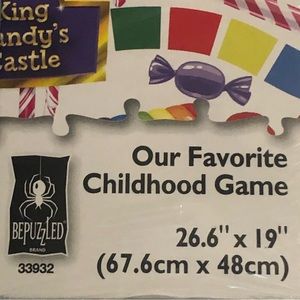 King
andy's
Castle
Our Favorite
Childhood Game
BEPUZZLED
BRAND
33932
26.6" x 19"
(67.6cm x 48cm)